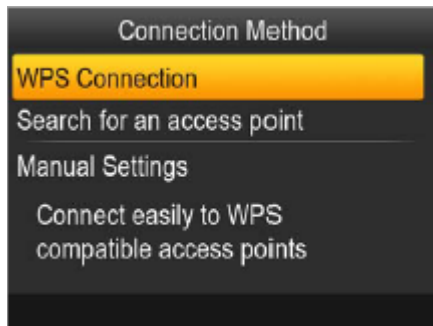 Connection Method
WPS Connection
Search for an access point
Manual Settings
Connect easily to WPS
compatible access points